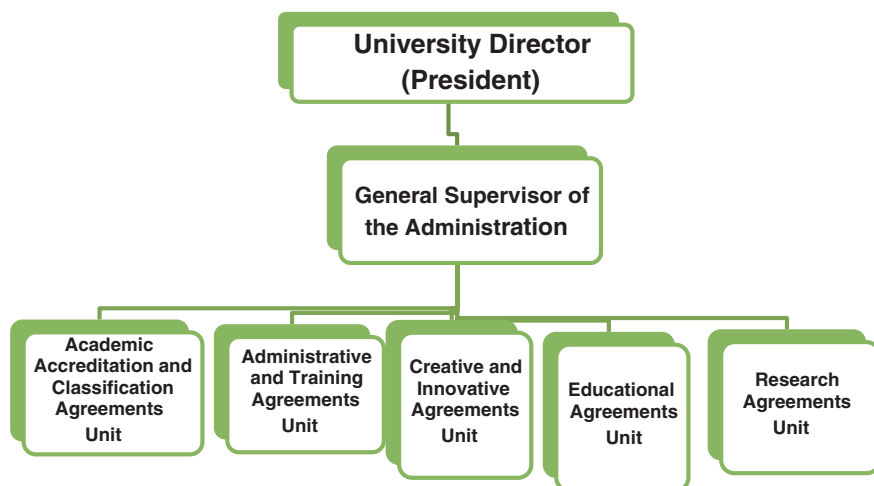 University Director
(President)
General Supervisor of
the Administration
Academic
Accreditation and
Classification
Agreements
Unit
Administrative
and Training
Agreements
Unit
Creative and
Innovative
Agreements
Unit
Educational
Agreements
Unit
Research
Agreements
Unit